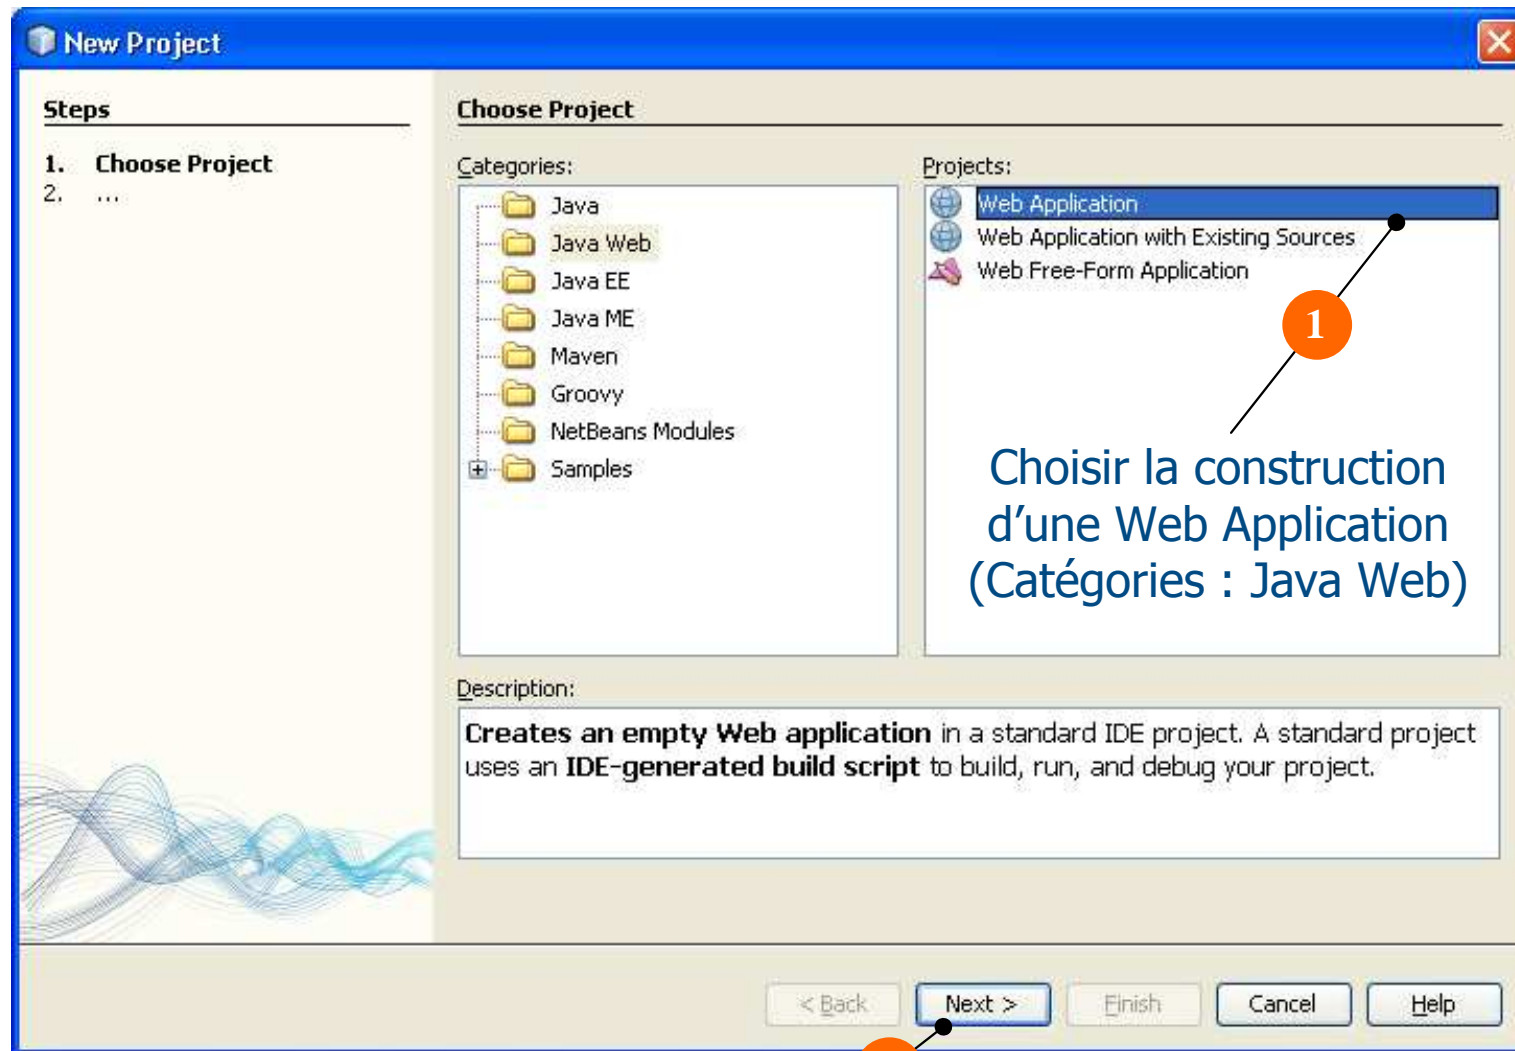 New Project
Steps
1. Choose Project
2. ...
Choose Project
Categories:
Java
Java Web
Java EE
Java ME
Maven
Groovy
NetBeans Modules
Samples
Projects:
Web Application
Web Application with Existing Sources
Web Free-Form Application
1
Choisir la construction
d’une Web Application
(Catégories : Java Web)
Description:
Creates an empty Web application in a standard IDE project. A standard project
uses an IDE-generated build script to build, run, and debug your project.
< Back
Next >
Finish
Cancel
Help